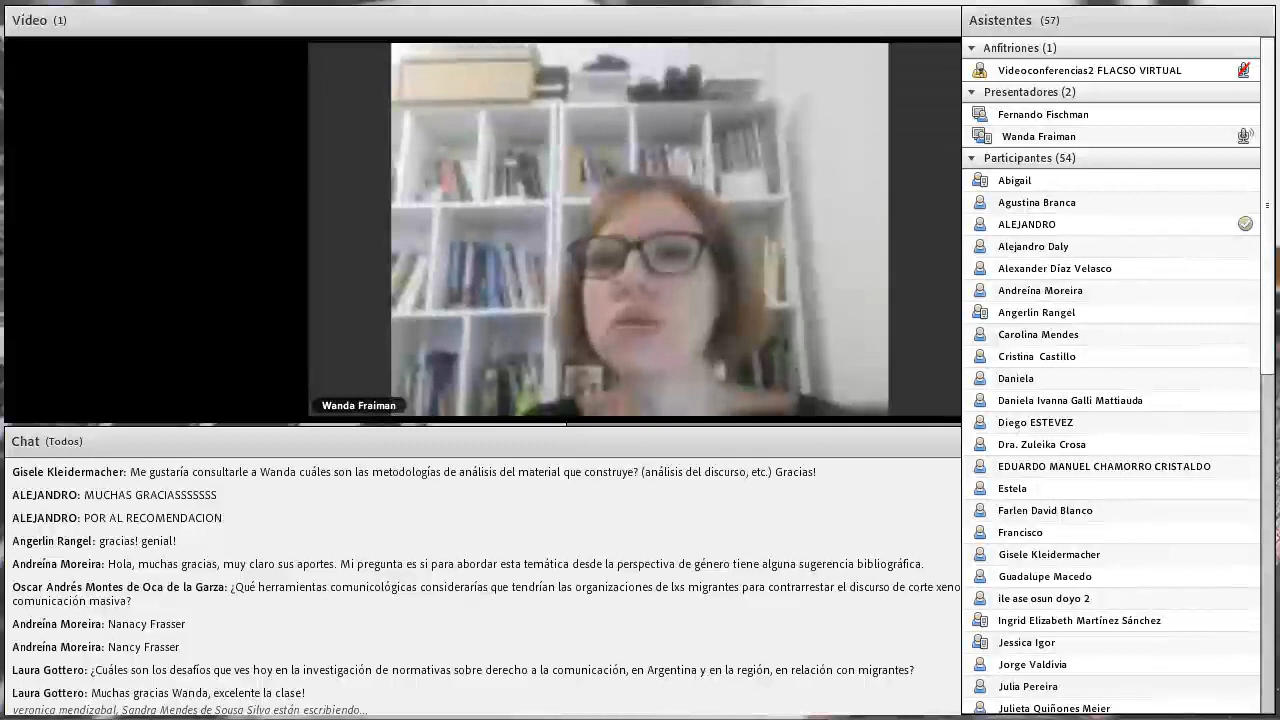 Vídeo (1)
Wanda Fraiman
Chat (Todos)
Gisele Kleidermacher: Me gustaría consultarle a Wanda cuáles son las metodologías de análisis del material que construye? (análisis del discurso, etc.) Gracias!
ALEJANDRO: MUCHAS GRACIASSSSSSS
ALEJANDRO: POR AL RECOMENDACION
Angerlin Rangel: gracias! genial!
Andreína Moreira: Hola, muchas gracias, muy claros los aportes. Mi pregunta es si para abordar esta temática desde la perspectiva de género tiene alguna sugerencia bibliográfica.
Oscar Andrés Montes de Oca de la Garza: ¿Qué herramientas comunicológicas considerarías que tendrían las organizaciones de lxs migrantes para contrarrestar el discurso de corte xeno
comunicación masiva?
Andreína Moreira: Nanacy Frasser
Andreína Moreira: Nancy Frasser
Laura Gottero: ¿Cuáles son los desafíos que ves hoy en la investigación de normativas sobre derecho a la comunicación, en Argentina y en la región, en relación con migrantes?
Laura Gottero: Muchas gracias Wanda, excelente la clase!
veronica mendizabal, Sandra Mendes de Sousa Silva están escribiendo...
Asistentes (57)
Anfitriones (1)
Videoconferencias2 FLACSO VIRTUAL
Presentadores (2)
Fernando Fischman
Wanda Fraiman
Participantes (54)
Abigail
Agustina Branca
ALEJANDRO
Alejandro Daly
Alexander Díaz Velasco
Andreína Moreira
Angerlin Rangel
Carolina Mendes
Cristina Castillo
Daniela
Daniela Ivanna Galli Mattiauda
Diego ESTEVEZ
Dra. Zuleika Crosa
EDUARDO MANUEL CHAMORRO CRISTALDO
Estela
Farlen David Blanco
Francisco
Gisele Kleidermacher
Guadalupe Macedo
ile ase osun doyo 2
Ingrid Elizabeth Martínez Sánchez
Jessica Igor
Jorge Valdivia
Julia Pereira
Julieta Quiñones Meier